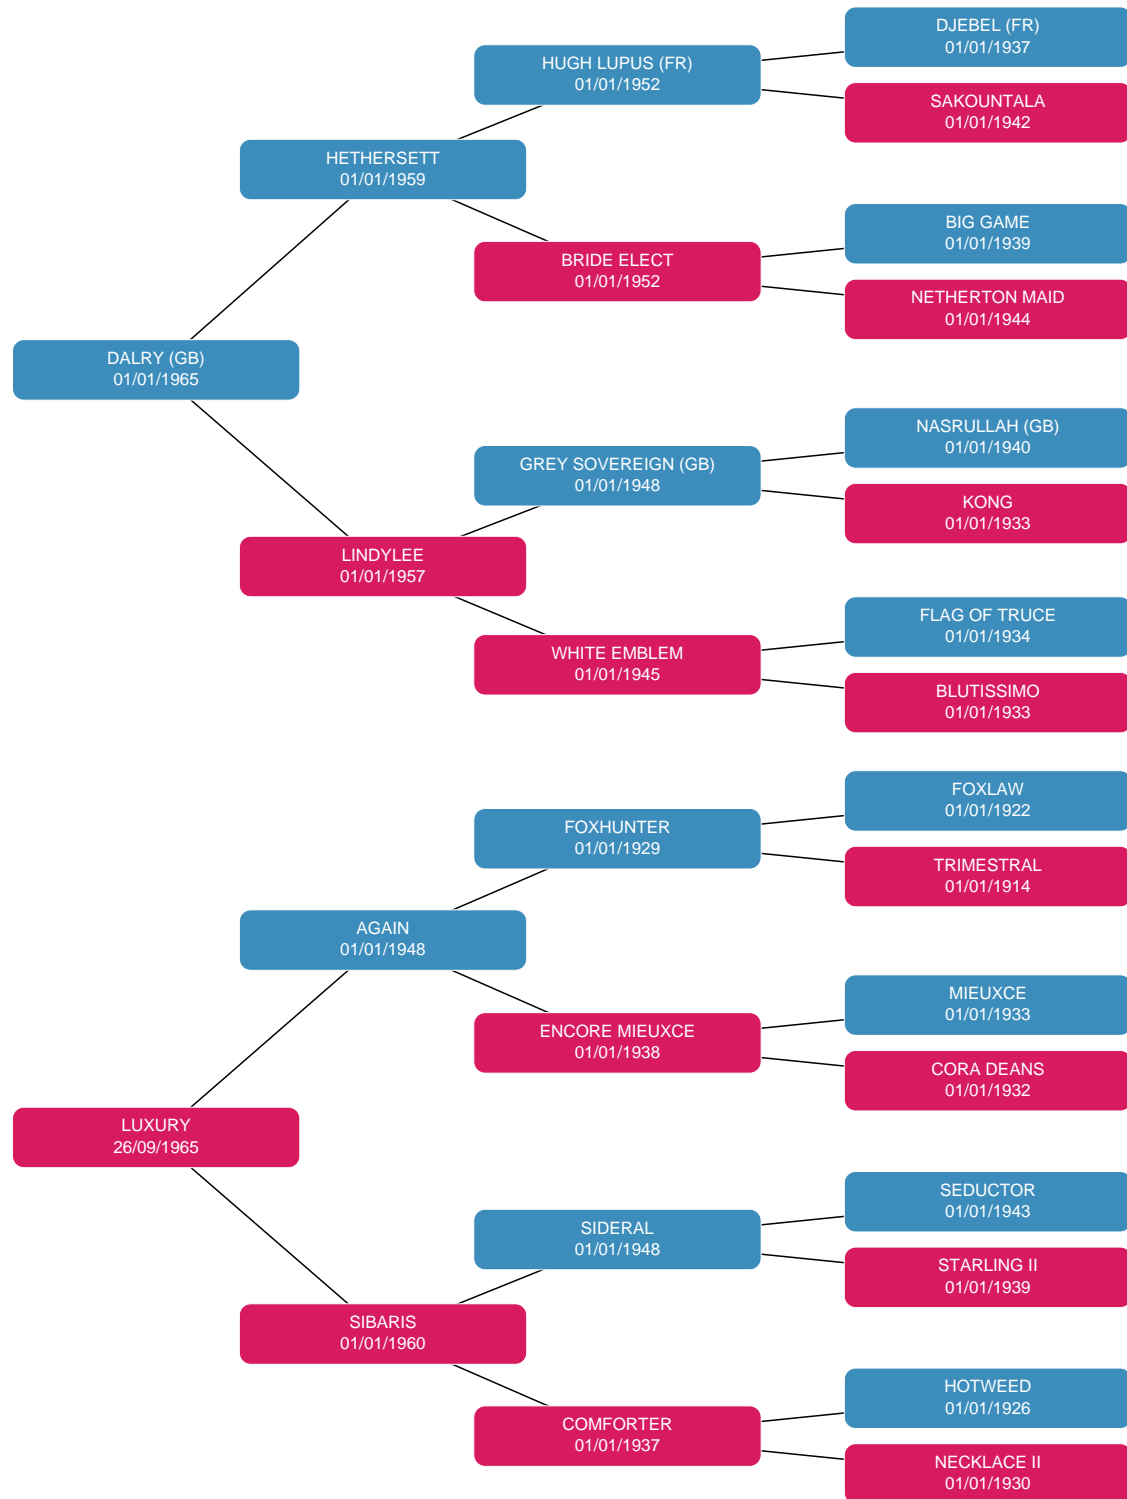 DJEBEL (FR)
01/01/1937
HUGH LUPUS (FR)
01/01/1952
SAKOUNTALA
01/01/1942
HETHERSETT
01/01/1959
BIG GAME
01/01/1939
BRIDE ELECT
01/01/1952
NETHERTON MAID
01/01/1944
DALRY (GB)
01/01/1965
NASRULLAH (GB)
01/01/1940
GREY SOVEREIGN (GB)
01/01/1948
KONG
01/01/1933
LINDYLEE
01/01/1957
FLAG OF TRUCE
01/01/1934
WHITE EMBLEM
01/01/1945
BLUTISSIMO
01/01/1933
FOXLAW
01/01/1922
FOXHUNTER
01/01/1929
TRIMESTRAL
01/01/1914
AGAIN
01/01/1948
MIEUXCE
01/01/1933
ENCORE MIEUXCE
01/01/1938
CORA DEANS
01/01/1932
LUXURY
26/09/1965
SEDUCTOR
01/01/1943
SIDERAL
01/01/1948
STARLING II
01/01/1939
SIBARIS
01/01/1960
HOTWEED
01/01/1926
COMFORTER
01/01/1937
NECKLACE II
01/01/1930